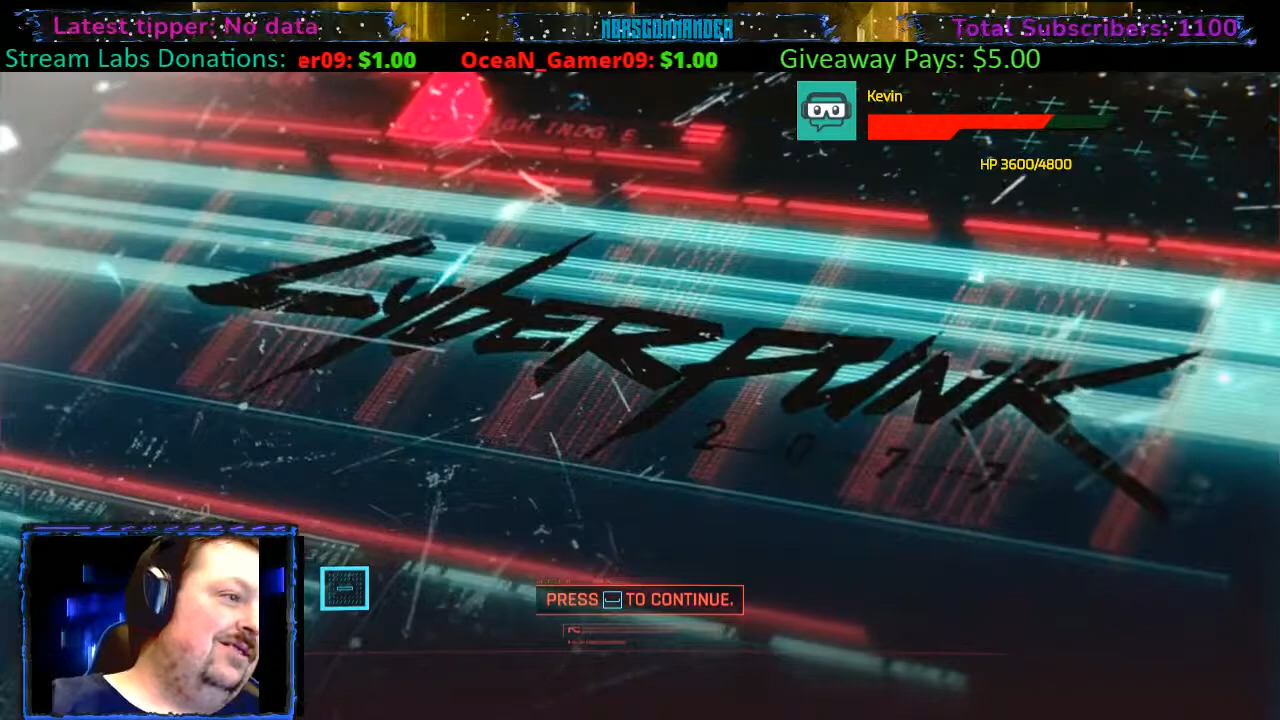 Latest tipper: No data
MARSCOMMANDER
Total Subscribers: 1100
Stream Labs Donations: er09: $1.00 OceaN_Gamer09: $1.00 Giveaway Pays: $5.00
Kevin
HP 3600/4800
CYBERPUNK
2077
PRESS TO CONTINUE.